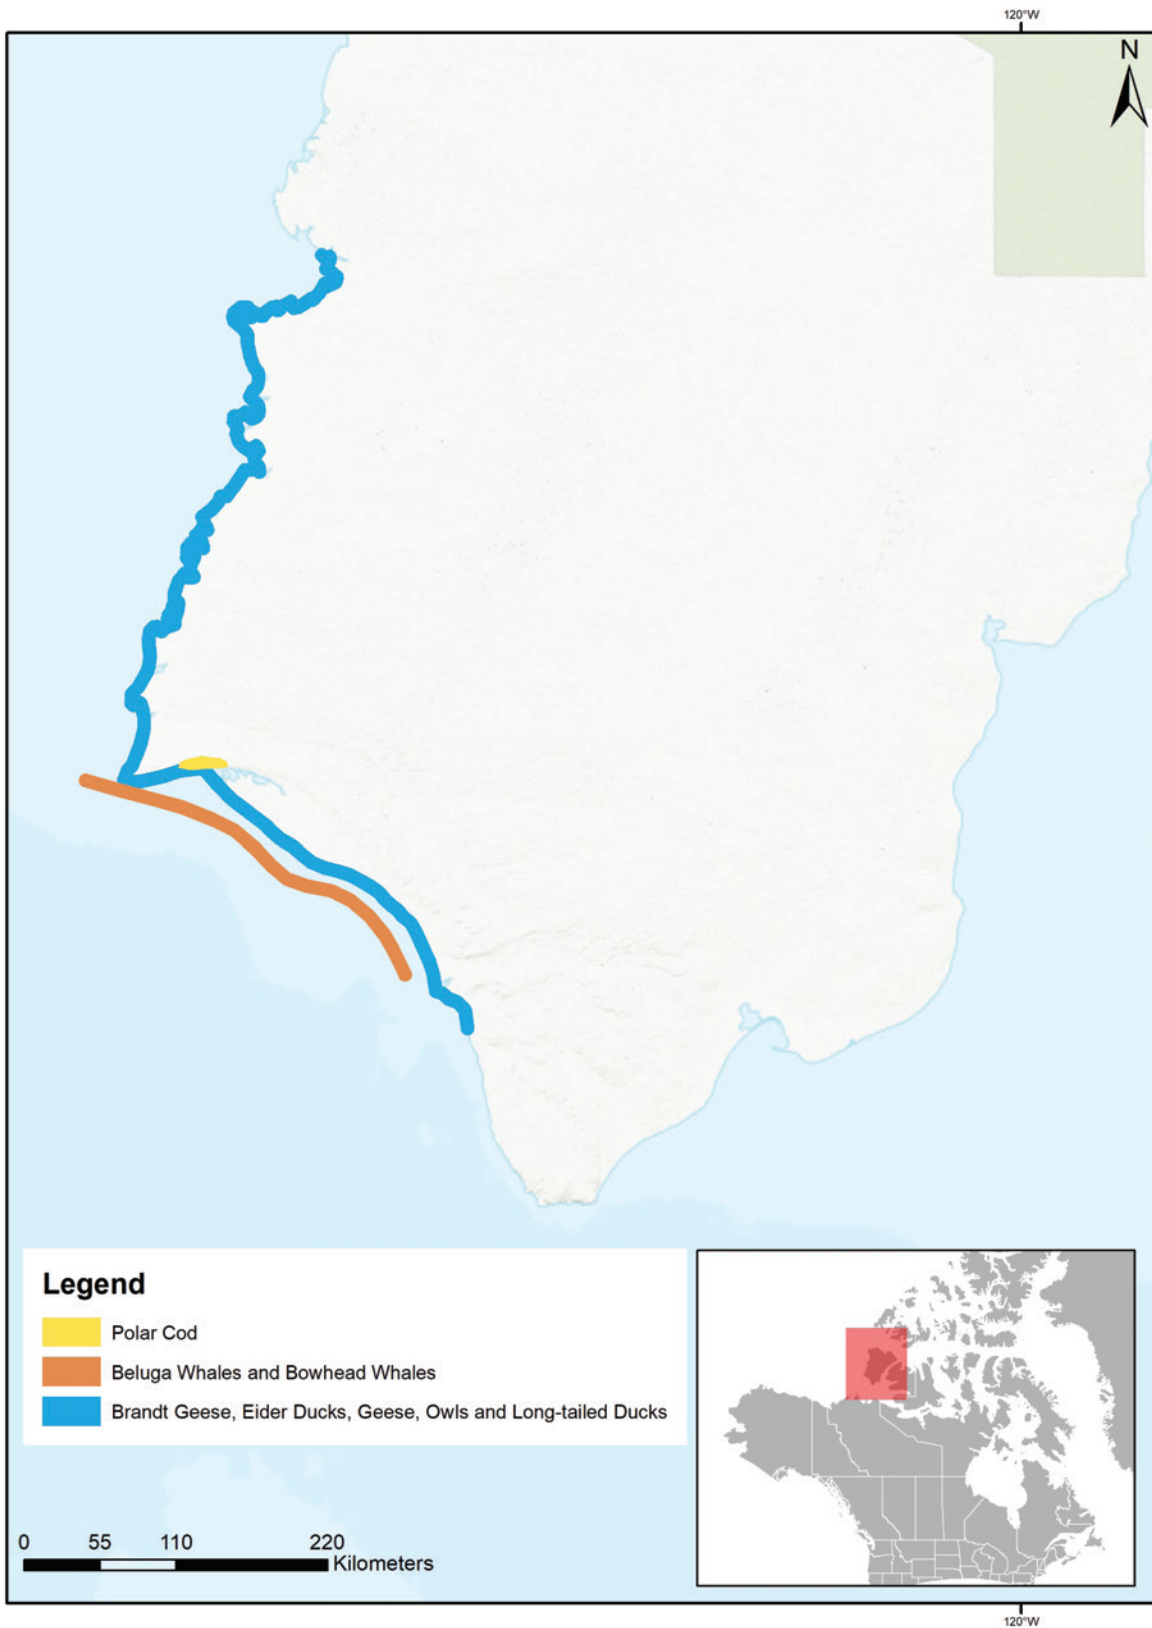 120°W
N
Legend
Polar Cod
Beluga Whales and Bowhead Whales
Brandt Geese, Eider Ducks, Geese, Owls and Long-tailed Ducks
0 55 110 220
Kilometers
120°W